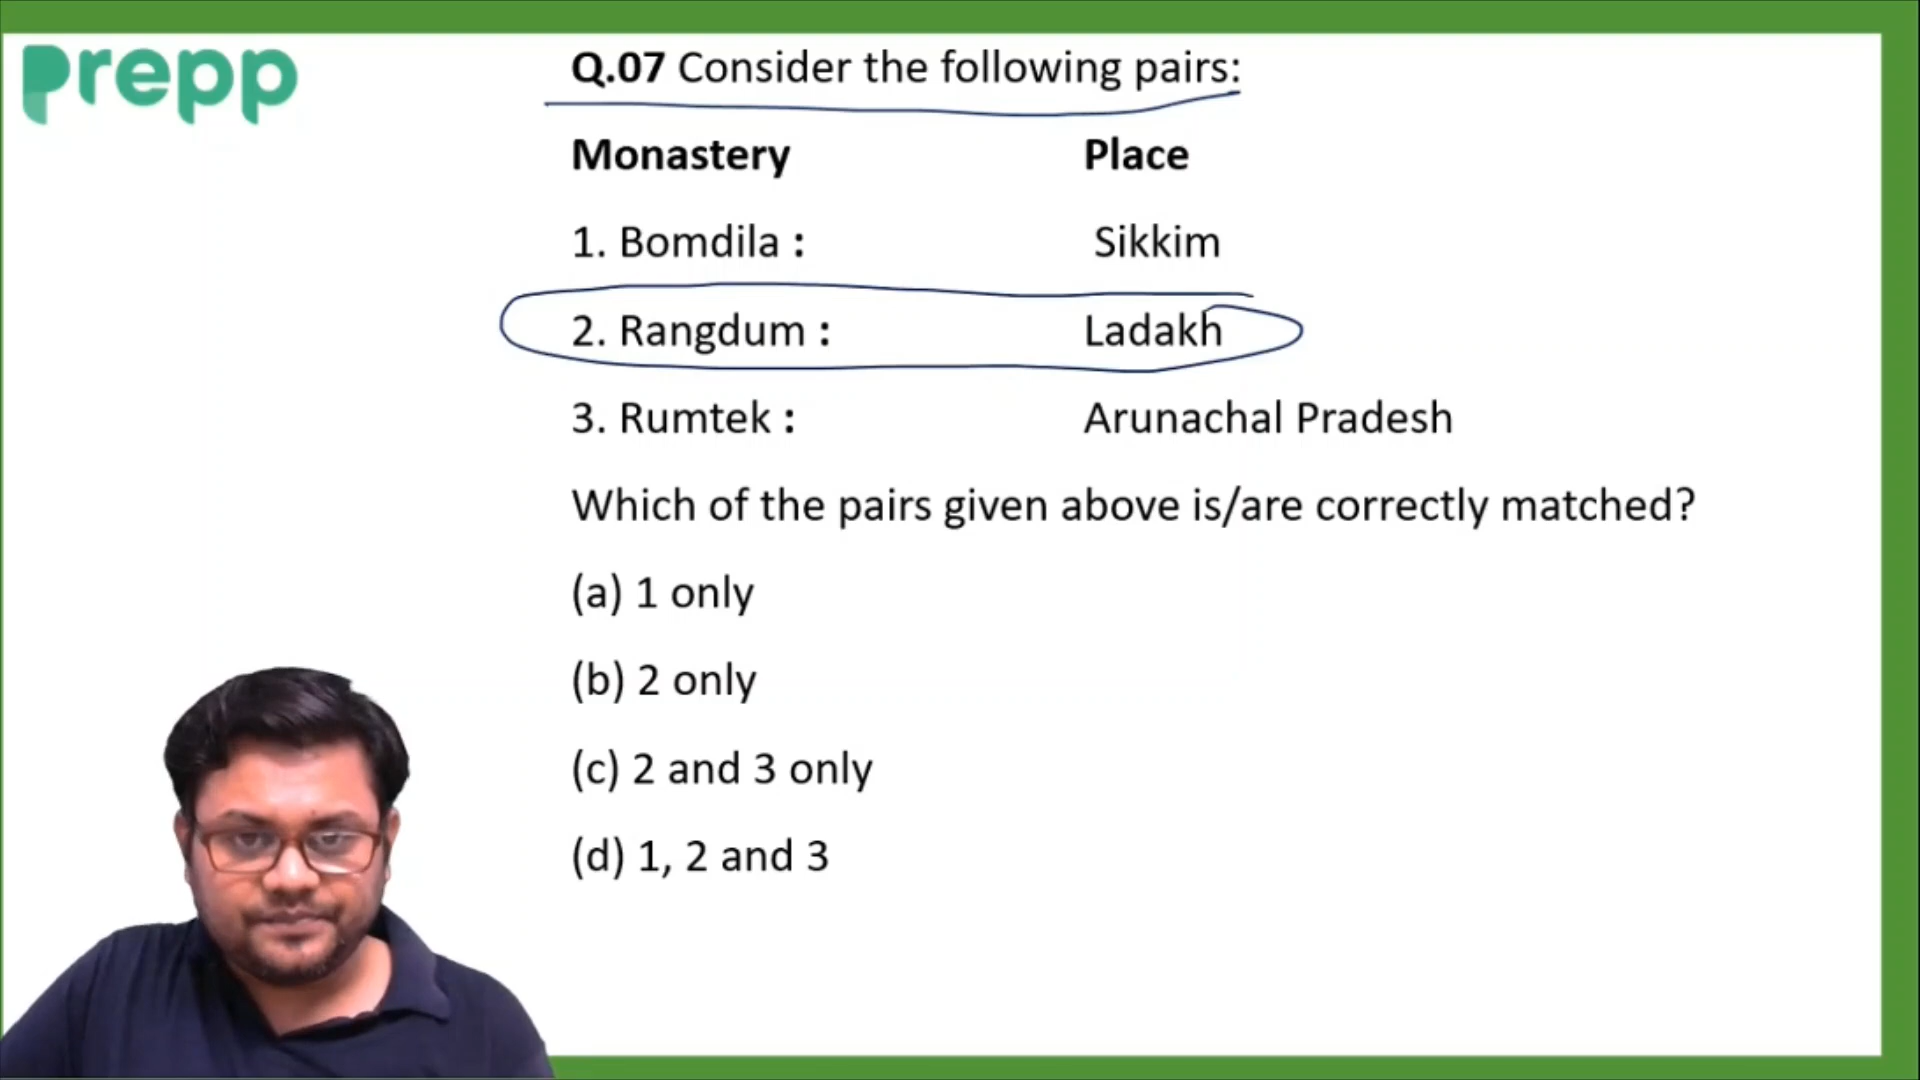 prepp
Q.07 Consider the following pairs:
Monastery Place
1. Bomdila : Sikkim
2. Rangdum : Ladakh
3. Rumtek : Arunachal Pradesh
Which of the pairs given above is/are correctly matched?
(a) 1 only
(b) 2 only
(c) 2 and 3 only
(d) 1, 2 and 3